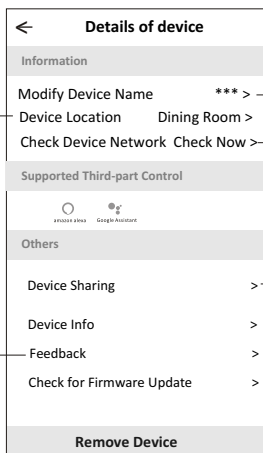 Details of device
Information
Modify Device Name *** >
Device Location Dining Room >
Check Device Network Check Now >
Supported Third-part Control
amazon alexa Google Assistant
Others
Device Sharing >
Device Info >
Feedback >
Check for Firmware Update >
Remove Device